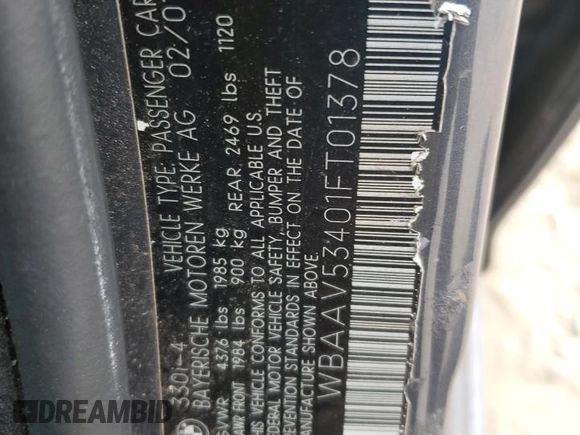 330I-4 VEHICLE TYPE: PASSENGER CAR
BAYERISCHE MOTOREN WERKE AG 02/0
GVWR 4376 lbs 1985 kg
GAWR FRONT 1984 lbs 900 kg REAR 2469 lbs 1120
THIS VEHICLE CONFORMS TO ALL APPLICABLE U.S.
FEDERAL MOTOR VEHICLE SAFETY, BUMPER AND THEFT
PREVENTION STANDARDS IN EFFECT ON THE DATE OF
MANUFACTURE SHOWN ABOVE.
WBAAV53401FT01378
DREAMBID